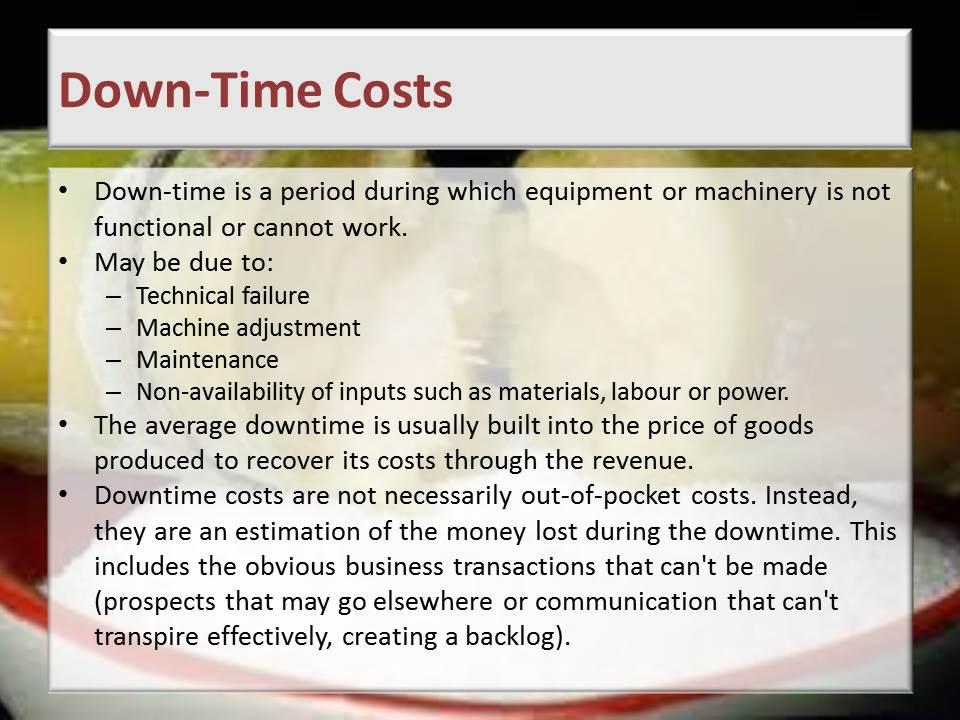 Down-Time Costs
• Down-time is a period during which equipment or machinery is not
functional or cannot work.
• May be due to:
– Technical failure
– Machine adjustment
– Maintenance
– Non-availability of inputs such as materials, labour or power.
• The average downtime is usually built into the price of goods
produced to recover its costs through the revenue.
• Downtime costs are not necessarily out-of-pocket costs. Instead,
they are an estimation of the money lost during the downtime. This
includes the obvious business transactions that can't be made
(prospects that may go elsewhere or communication that can't
transpire effectively, creating a backlog).